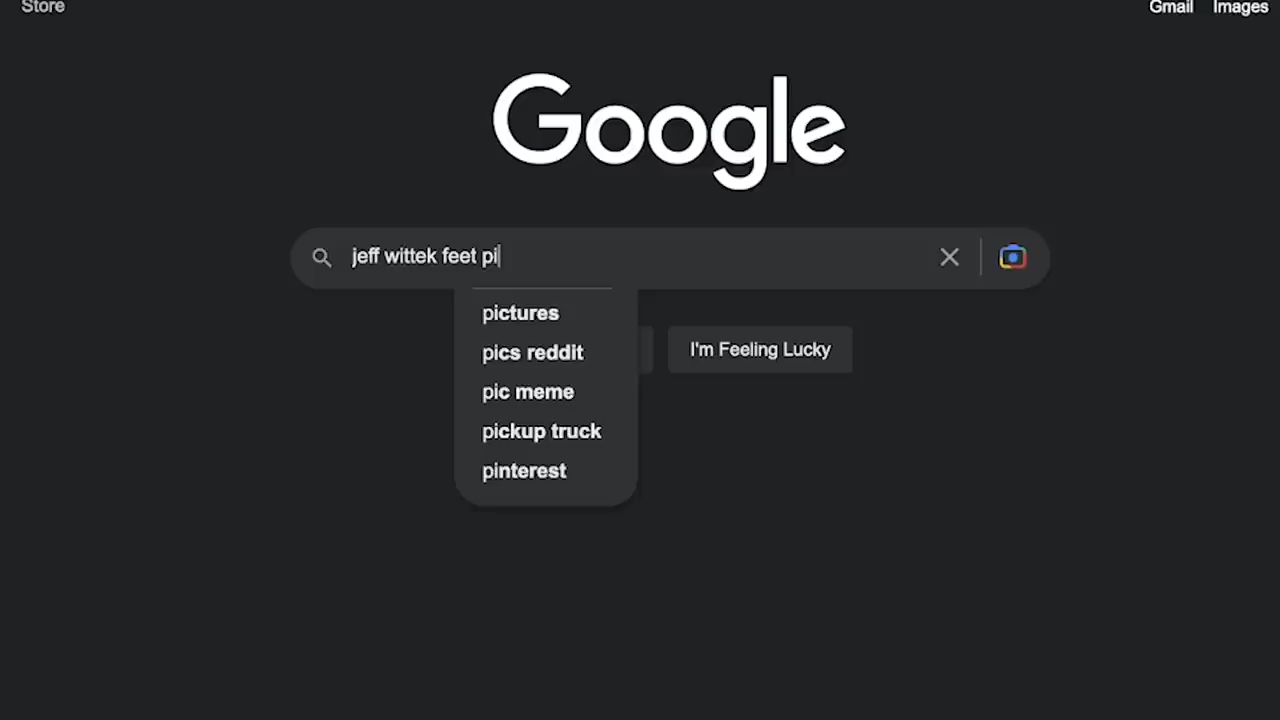 Store
Gmail Images
Google
jeff wittek feet pi
pictures
pics reddit
I'm Feeling Lucky
pic meme
pickup truck
pinterest